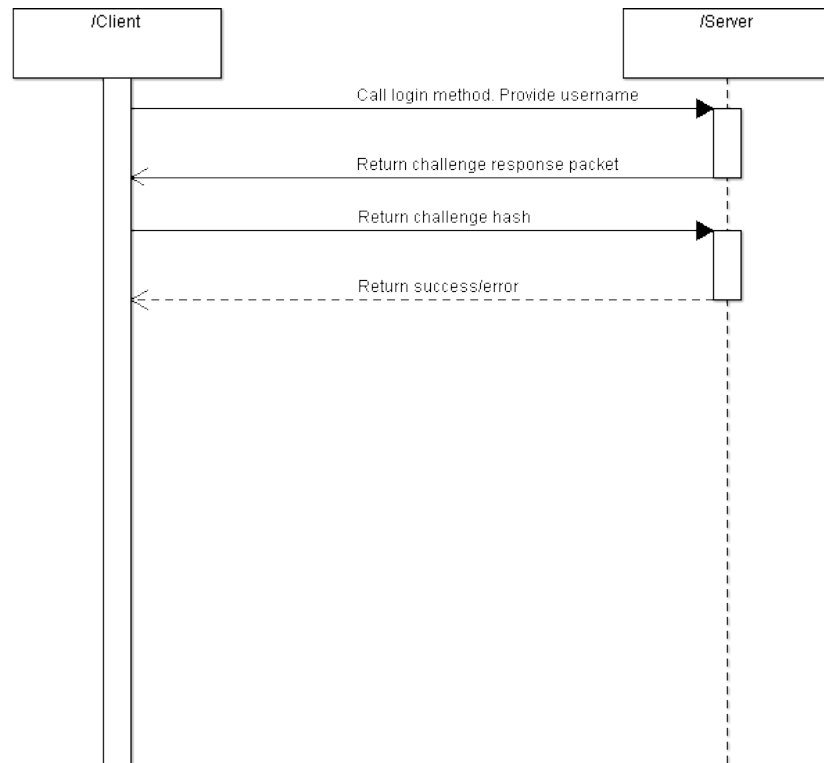 /Client
/Server
Call login method. Provide username
Return challenge response packet
Return challenge hash
Return success/error